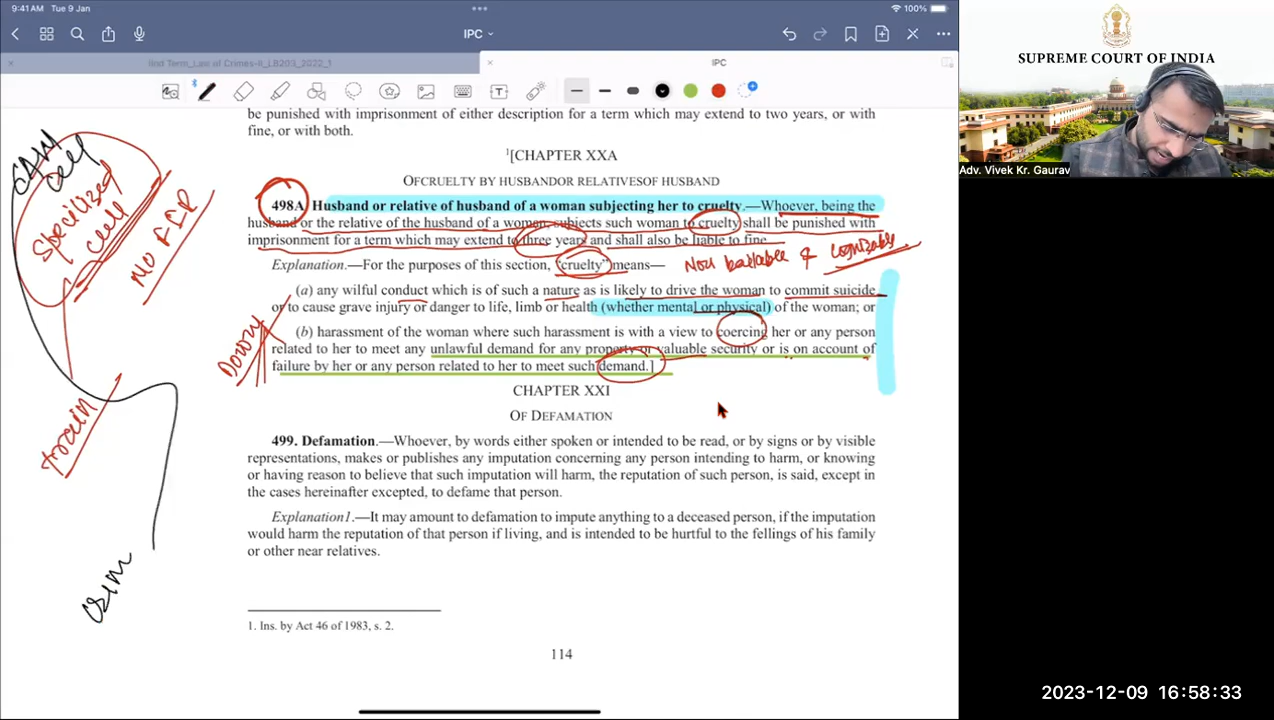 9:41 AM Tue 9 Jan
100%
IPC
IInd Term_Law of Crimes-II_LB203_2022_1
IPC
SUPREME COURT OF INDIA
Adv. Vivek Kr. Gaurav
be punished with imprisonment of either description for a term which may extend to two years, or with
fine, or with both.
1[CHAPTER XXA
OFCRUELTY BY HUSBANDOR RELATIVESOF HUSBAND
498A. Husband or relative of husband of a woman subjecting her to cruelty.—Whoever, being the
husband or the relative of the husband of a women, subjects such woman to cruelty shall be punished with
imprisonment for a term which may extend to three years and shall also be liable to fine.
Explanation.—For the purposes of this section, “cruelty” means—
Non bailable & cognizable
(a) any wilful conduct which is of such a nature as is likely to drive the woman to commit suicide
or to cause grave injury or danger to life, limb or health (whether mental or physical) of the woman; or
(b) harassment of the woman where such harassment is with a view to coercing her or any person
related to her to meet any unlawful demand for any property or valuable security or is on account of
failure by her or any person related to her to meet such demand.]
CAW
cell
Specilized
cell
No FIR
Dowry
train
CHAPTER XXI
OF DEFAMATION
499. Defamation.—Whoever, by words either spoken or intended to be read, or by signs or by visible
representations, makes or publishes any imputation concerning any person intending to harm, or knowing
or having reason to believe that such imputation will harm, the reputation of such person, is said, except in
the cases hereinafter excepted, to defame that person.
Explanation1.—It may amount to defamation to impute anything to a deceased person, if the imputation
would harm the reputation of that person if living, and is intended to be hurtful to the fellings of his family
or other near relatives.
1. Ins. by Act 46 of 1983, s. 2.
114
2023-12-09 16:58:33